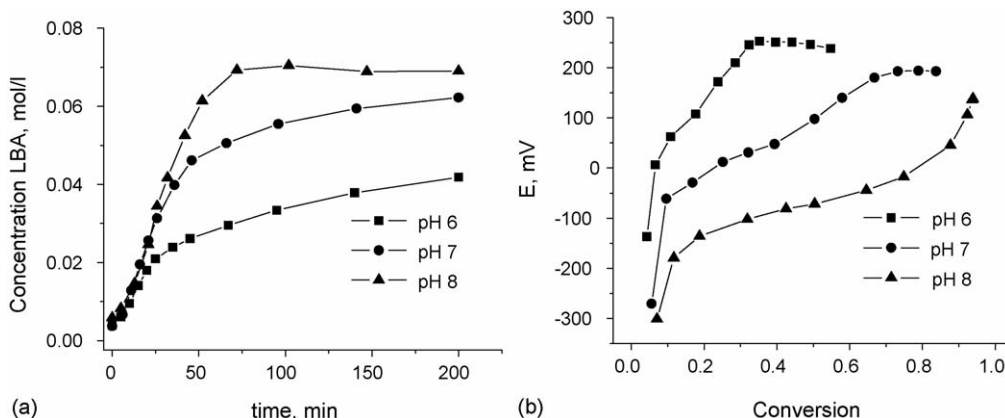 0.08
0.06
0.04
0.02
0.00
Concentration LBA, mol/l
pH 6
pH 7
pH 8
0
50
100
150
200
time, min
(a)
300
200
100
0
-100
-200
-300
E, mV
pH 6
pH 7
pH 8
0.0
0.2
0.4
0.6
0.8
1.0
Conversion
(b)